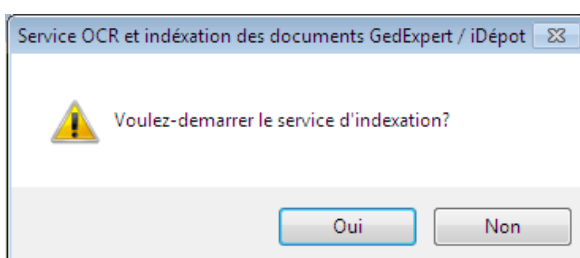 Service OCR et indéxation des documents GedExpert / iDépot
Voulez-demarrer le service d'indexation?
Oui
Non